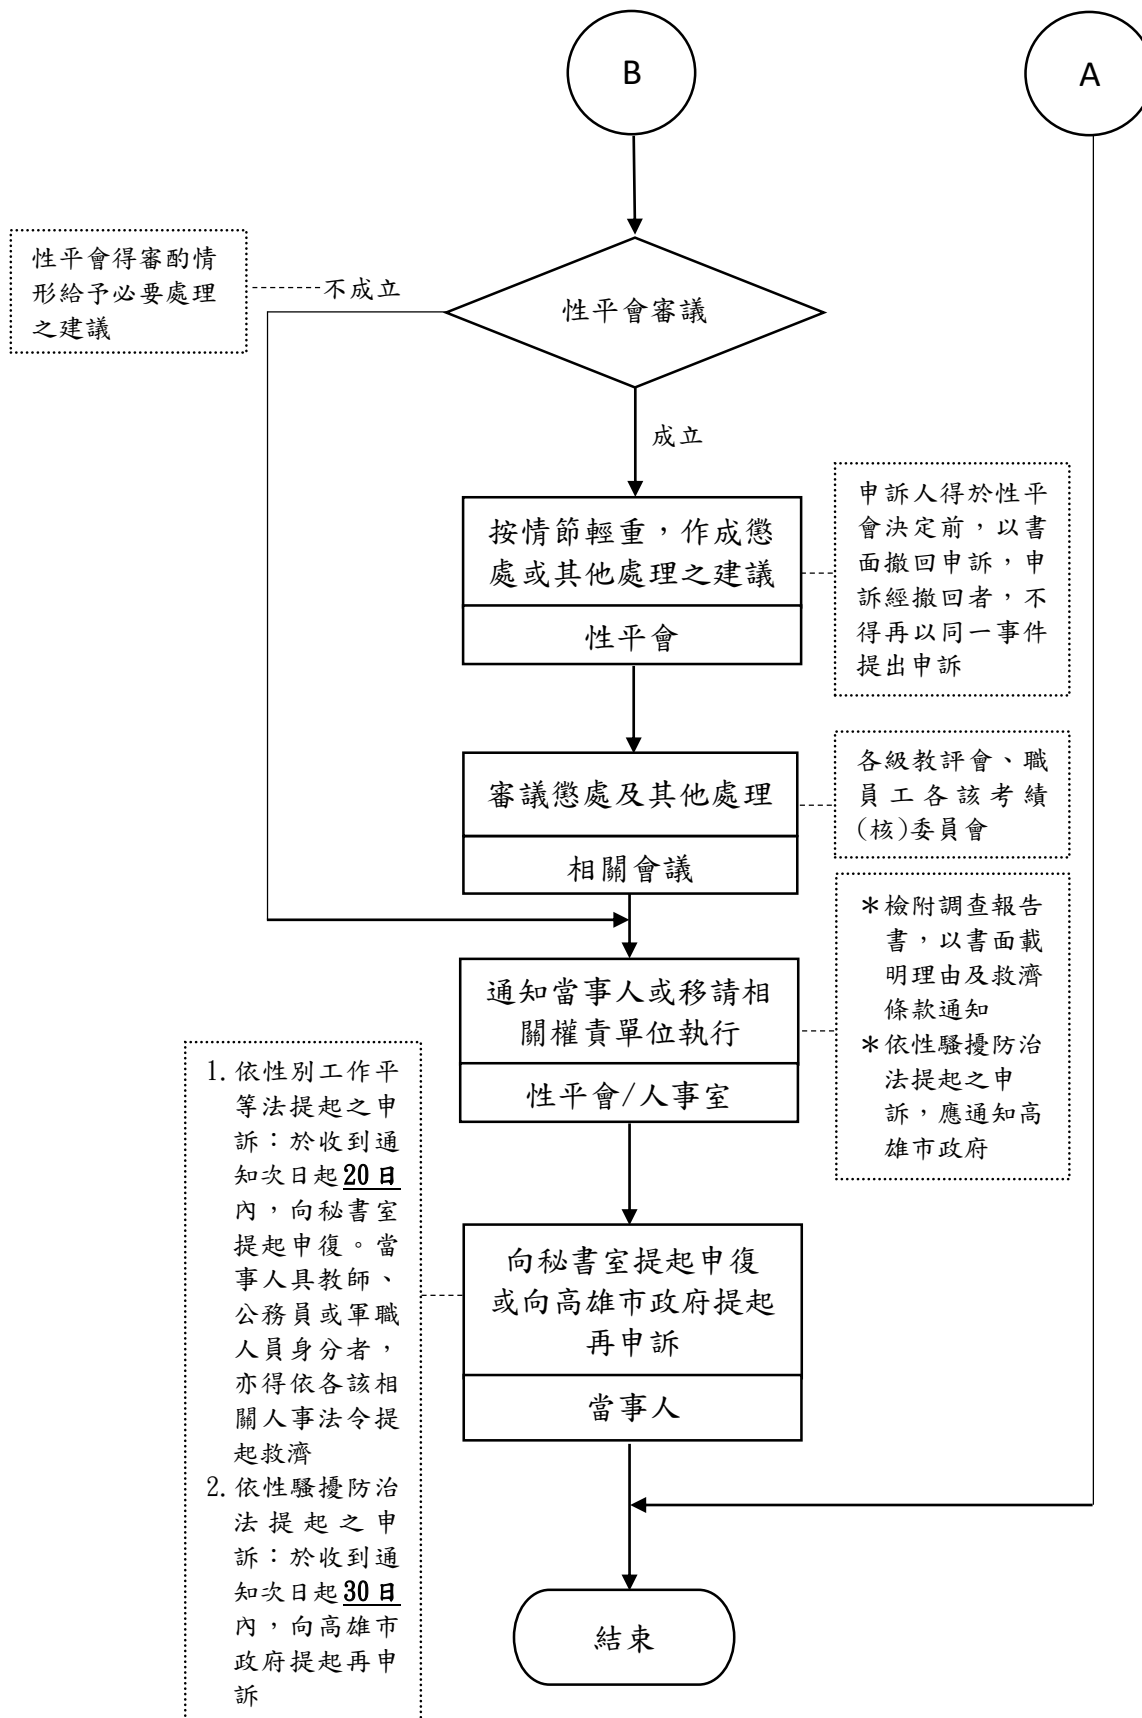 B
A
性平會得審酌情
形給予必要處理
之建議
不成立
性平會審議
成立
按情節輕重，作成懲
處或其他處理之建議
性平會
申訴人得於性平
會決定前，以書
面撤回申訴，申
訴經撤回者，不
得再以同一事件
提出申訴
審議懲處及其他處理
相關會議
各級教評會、職
員工各該考績
(核)委員會
通知當事人或移請相
關權責單位執行
性平會/人事室
＊檢附調查報告
書，以書面載
明理由及救濟
條款通知
＊依性騷擾防治
法提起之申
訴，應通知高
雄市政府
1. 依性別工作平
等法提起之申
訴：於收到通
知次日起20日
內，向秘書室
提起申復。當
事人具教師、
公務員或軍職
人員身分者，
亦得依各該相
關人事法令提
起救濟
2. 依性騷擾防治
法提起之申
訴：於收到通
知次日起30日
內，向高雄市
政府提起再申
訴
向秘書室提起申復
或向高雄市政府提起
再申訴
當事人
結束